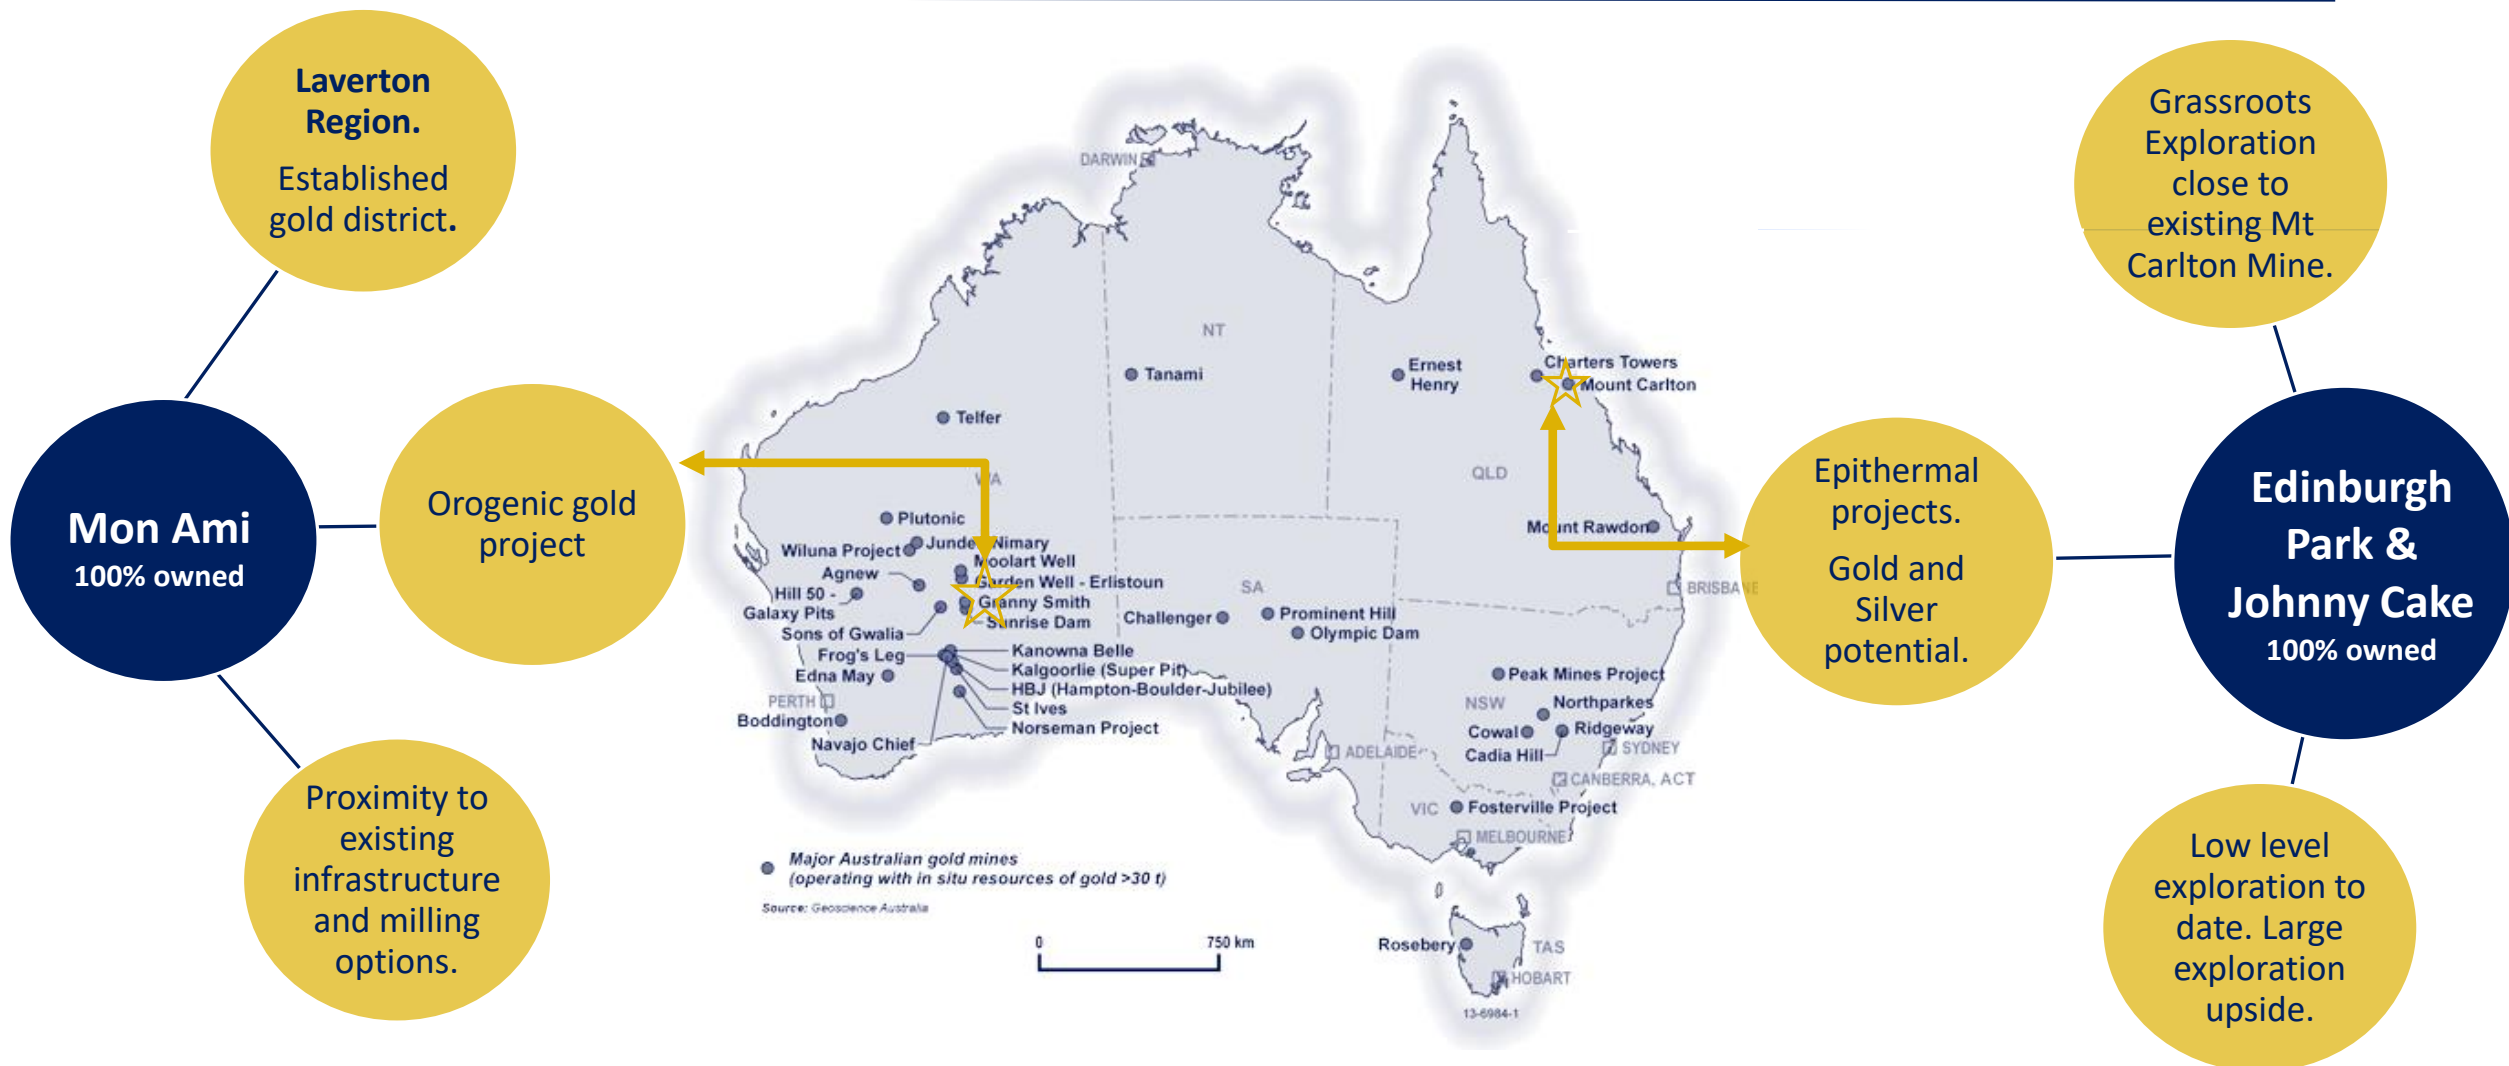 Laverton
Region.
Established
gold district.
Mon Ami
100% owned
Orogenic gold
project
Proximity to
existing
infrastructure
and milling
options.
DARWIN
NT
Tanami
Telfer
WA
Plutonic
Jundee Nimary
Wiluna Project
Moolart Well
Agnew
Garden Well - Erlistoun
Hill 50 -
Galaxy Pits
Granny Smith
Sunrise Dam
Sons of Gwalia
Frog's Leg
Kanowna Belle
Kalgoorlie (Super Pit)
Edna May
HBJ (Hampton-Boulder-Jubilee)
PERTH
St Ives
Boddington
Norseman Project
Navajo Chief
Ernest
Henry
Charters Towers
Mount Carlton
QLD
Mount Rawdon
BRISBANE
SA
Challenger
Prominent Hill
Olympic Dam
Peak Mines Project
NSW
Northparkes
Cowal
Ridgeway
Cadia Hill
SYDNEY
ADELAIDE
CANBERRA, ACT
VIC
Fosterville Project
MELBOURNE
Rosebery
TAS
HOBART
13-6984-1
Major Australian gold mines
(operating with in situ resources of gold >30 t)
Source: Geoscience Australia
0
750 km
Grassroots
Exploration
close to
existing Mt
Carlton Mine.
Epithermal
projects.
Gold and
Silver
potential.
Edinburgh
Park &
Johnny Cake
100% owned
Low level
exploration to
date. Large
exploration
upside.